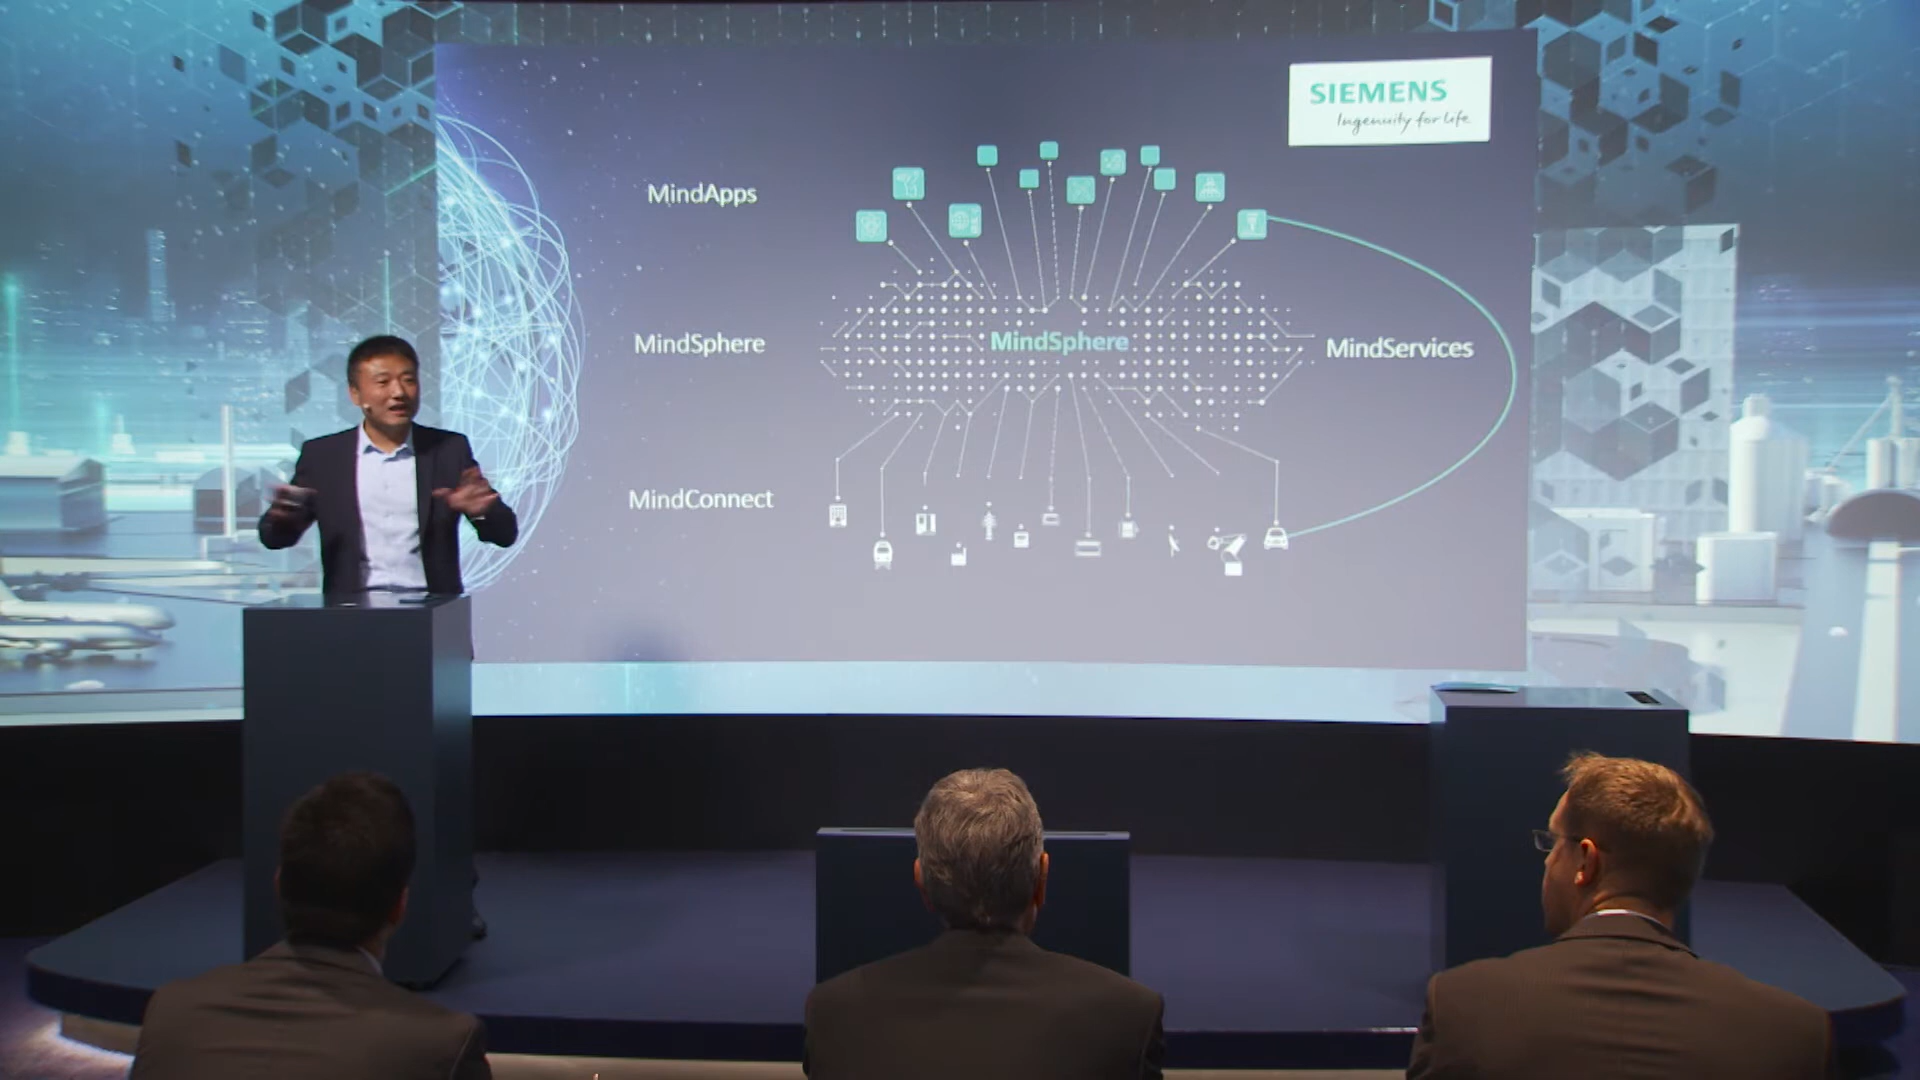 SIEMENS
Ingenuity for life
MindApps
MindSphere
MindSphere
MindServices
MindConnect